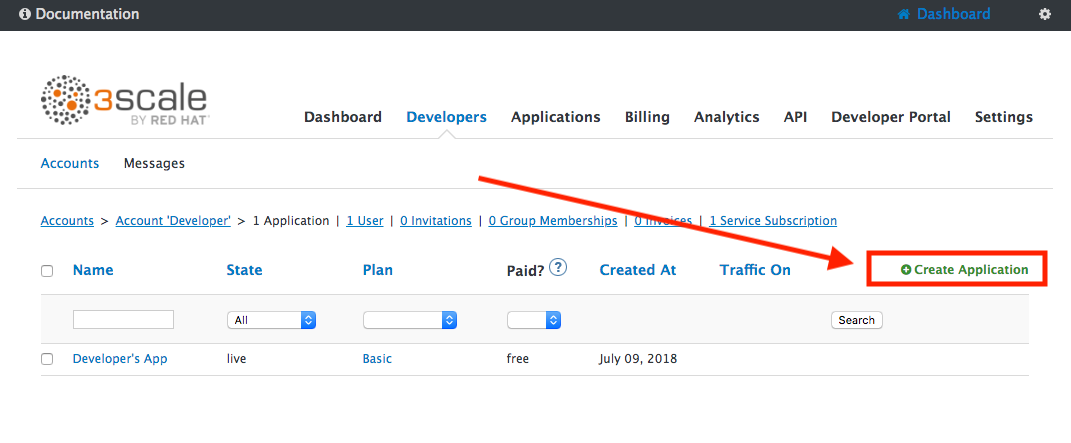 Documentation Dashboard
3scale
BY RED HAT
Dashboard Developers Applications Billing Analytics API Developer Portal Settings
Accounts Messages
Accounts > Account 'Developer' > 1 Application | 1 User | 0 Invitations | 0 Group Memberships | 0 Invoices | 1 Service Subscription
Name State Plan Paid? ? Created At Traffic On Create Application
All Search
Developer's App live Basic free July 09, 2018